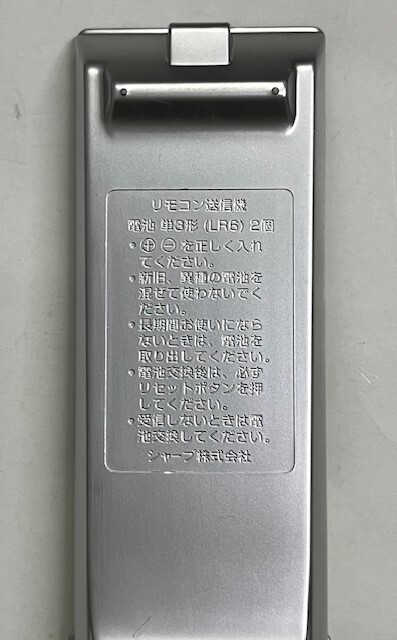 リモコン送信機
電池 単3形 (LR6) 2個
• ⊕ ⊖ を正しく入れ
てください。
• 新旧、異種の電池を
混ぜて使わないでく
ださい。
• 長期間お使いになら
ないときは、電池を
取り出してください。
• 電池交換後は、必ず
リセットボタンを押
してください。
• 受信しないときは電
池交換してください。
シャープ株式会社